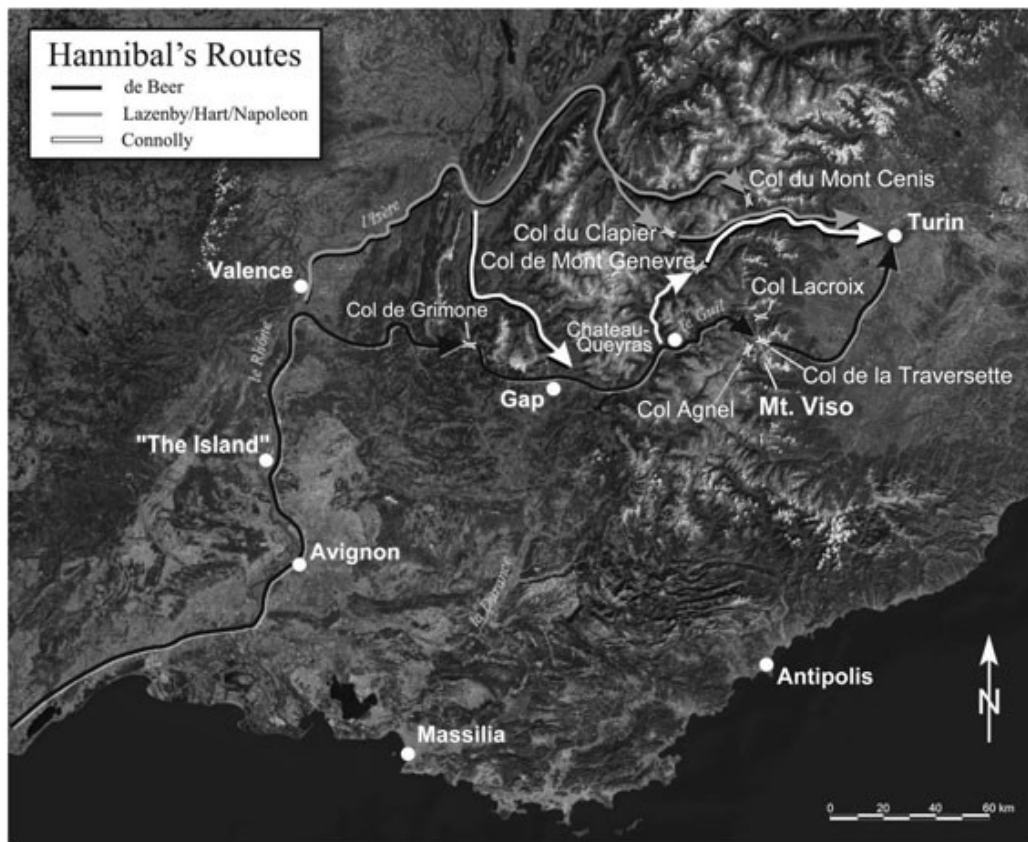 Hannibal's Routes
de Beer
Lazenby/Hart/Napoleon
Connolly
l'Isère
Col du Mont Cenis
Turin
Col du Clapier
Col de Mont Genevre
Valence
Col Lacroix
Col de Grimone
Chateau-
Queyras
le Guil
le Rhône
Col de la Traversette
Gap
Col Agnel
Mt. Viso
"The Island"
Avignon
la Durance
Antipolis
N
Massilia
0 20 40 60 km